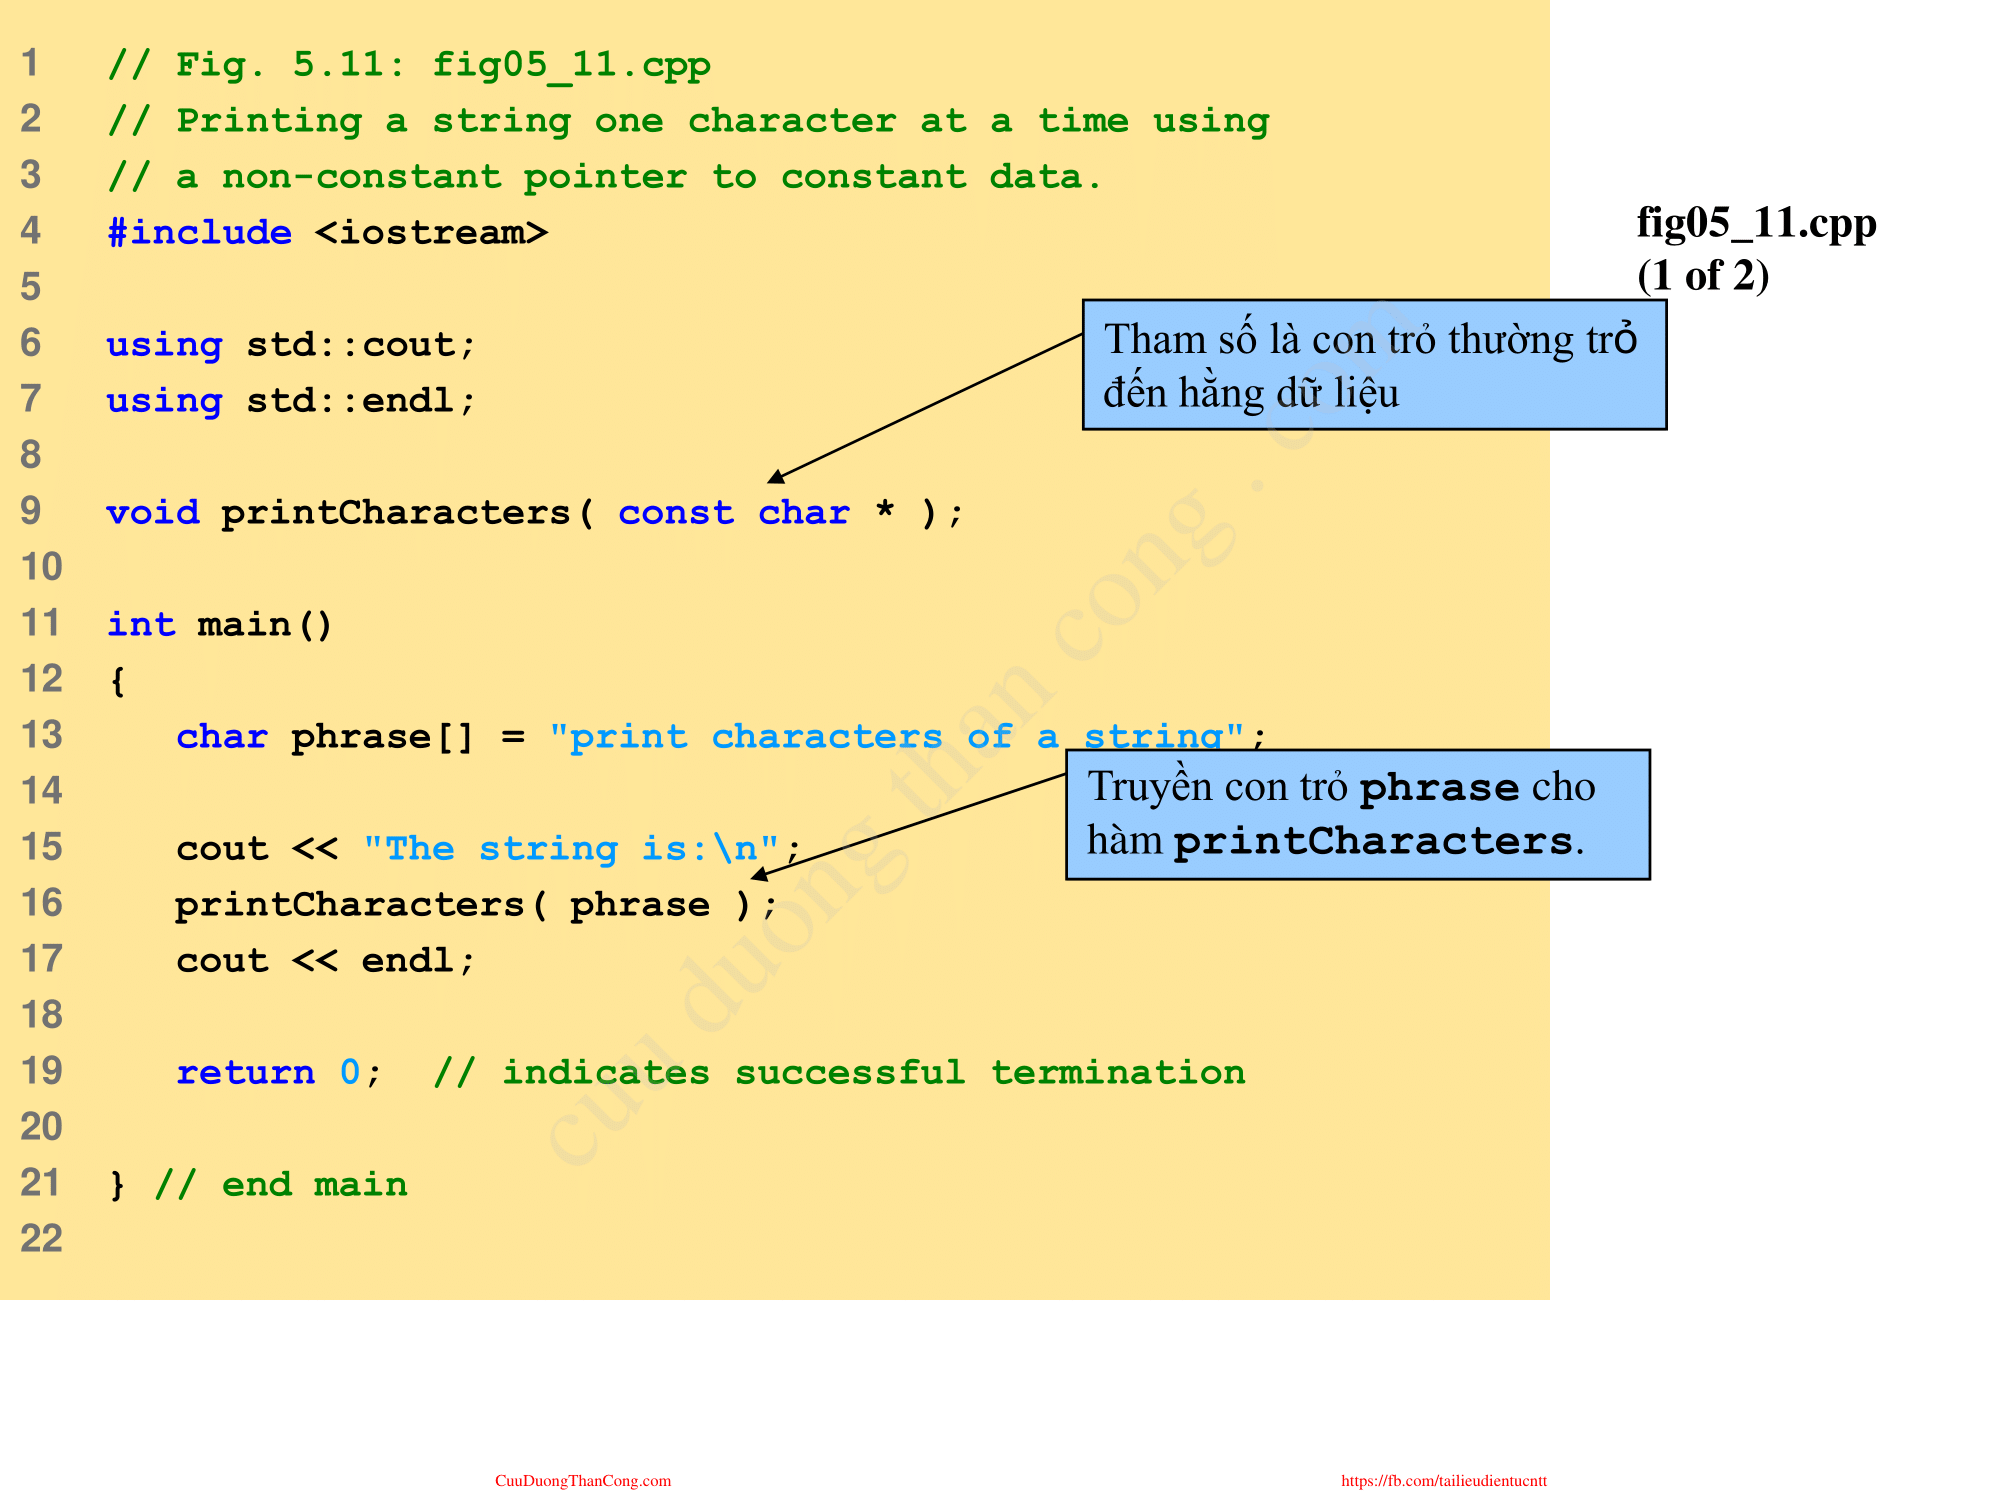 1 // Fig. 5.11: fig05_11.cpp
2 // Printing a string one character at a time using
3 // a non-constant pointer to constant data.
4 #include <iostream>
5
6 using std::cout;
7 using std::endl;
8
9 void printCharacters( const char * );
10
11 int main()
12 {
13 char phrase[] = "print characters of a string";
14
15 cout << "The string is:\n";
16 printCharacters( phrase );
17 cout << endl;
18
19 return 0; // indicates successful termination
20
21 } // end main
22
fig05_11.cpp
(1 of 2)
Tham số là con trỏ thường trỏ
đến hằng dữ liệu
Truyền con trỏ phrase cho
hàm printCharacters.
cuu duong than cong . com
CuuDuongThanCong.com
https://fb.com/tailieudientucntt